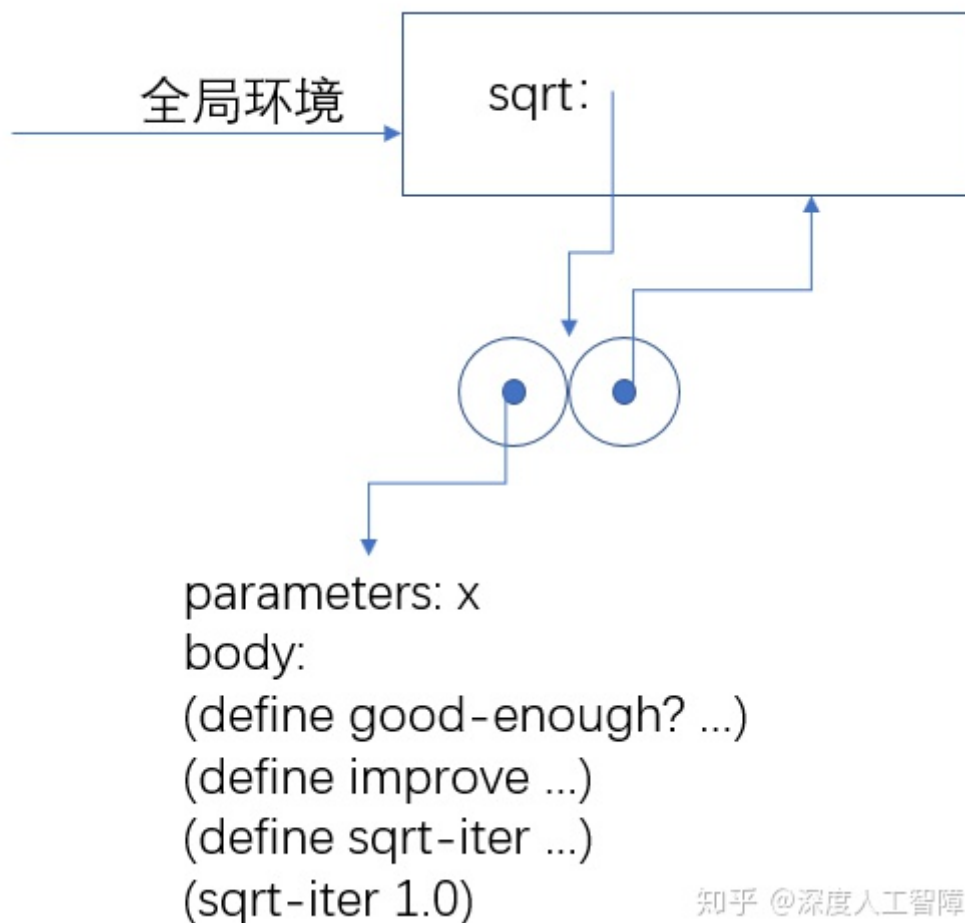 全局环境
sqrt:
parameters: x
body:
(define good-enough? ...)
(define improve ...)
(define sqrt-iter ...)
(sqrt-iter 1.0)
知乎 @深度人工智障